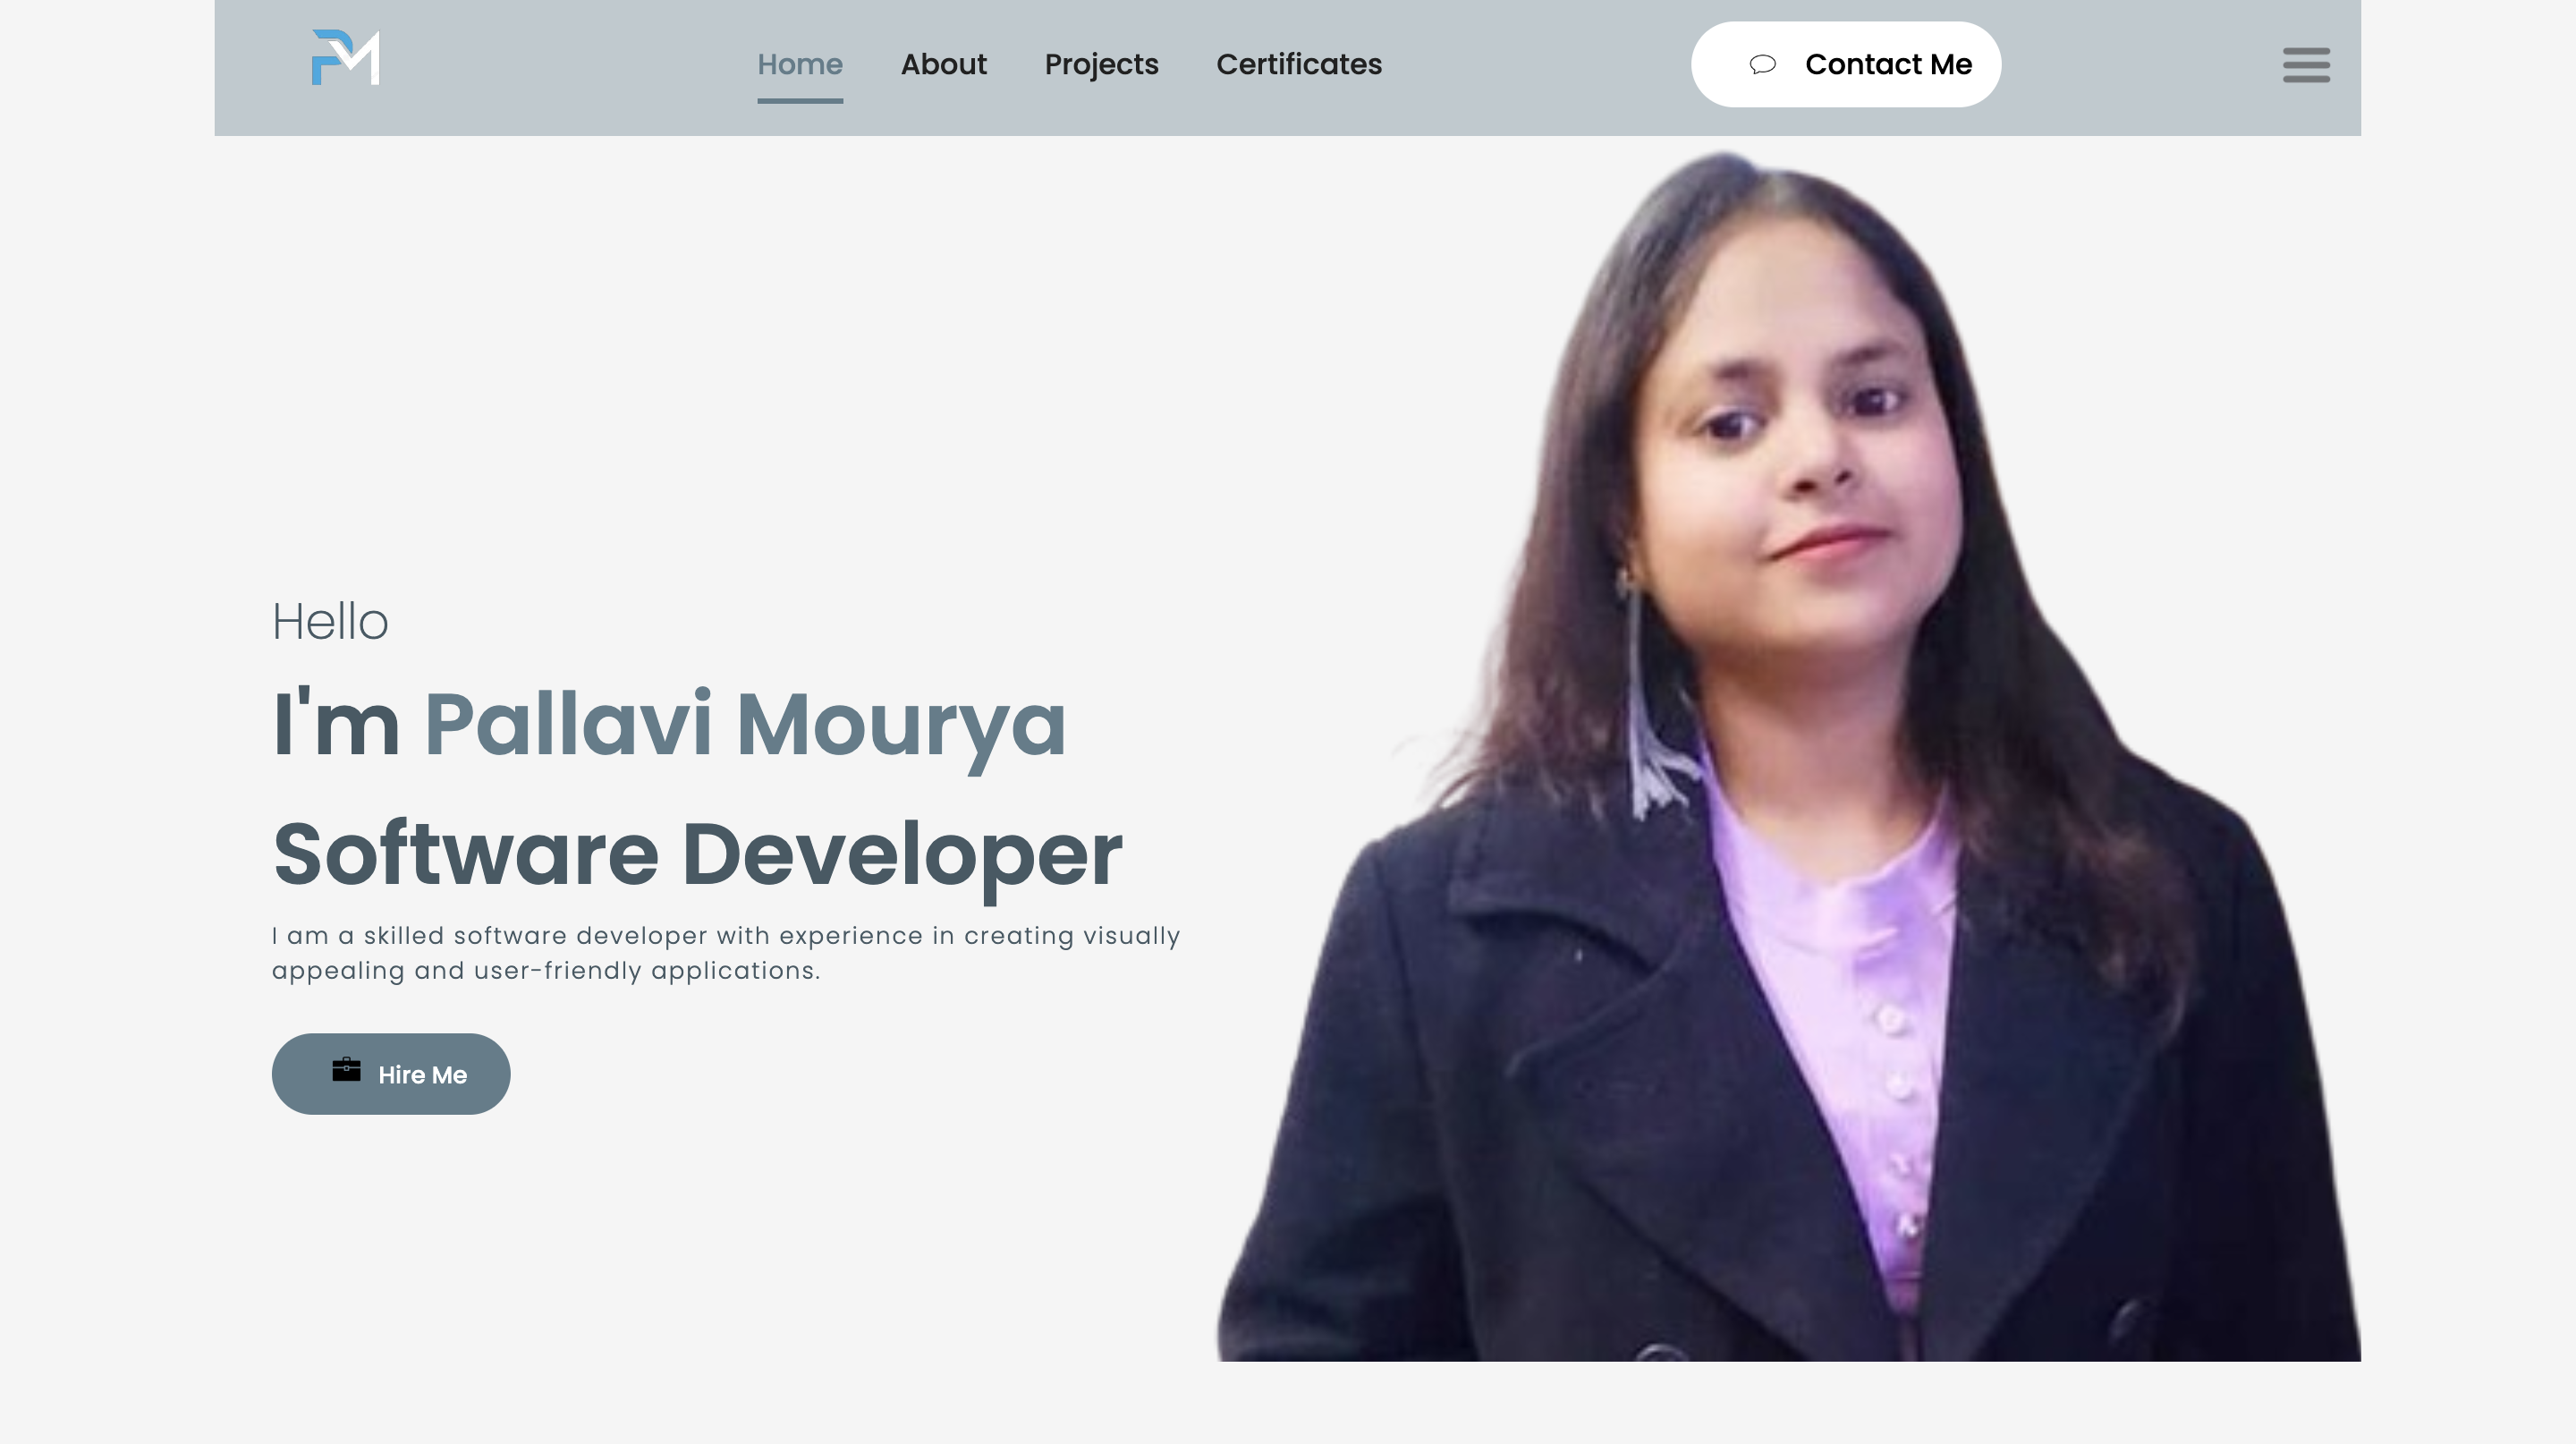 PM
Home About Projects Certificates Contact Me
Hello
I'm Pallavi Mourya
Software Developer
I am a skilled software developer with experience in creating visually
appealing and user-friendly applications.
Hire Me